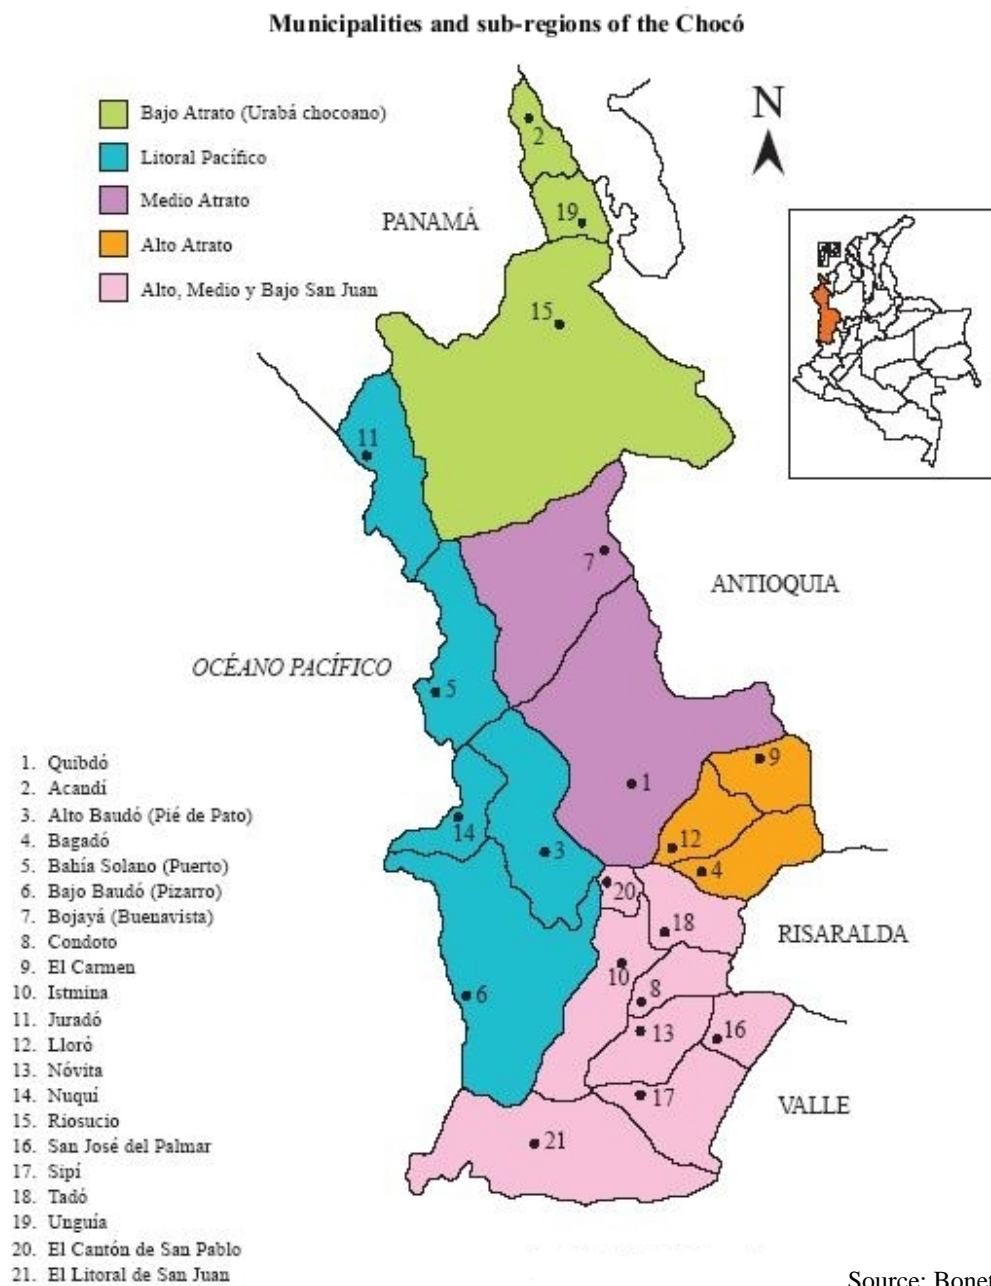 Municipalities and sub-regions of the Chocó
Bajo Atrato (Urabá chocoano)
Litoral Pacífico
Medio Atrato
Alto Atrato
Alto, Medio y Bajo San Juan
N
PANAMÁ
ANTIOQUIA
OCÉANO PACÍFICO
RISARALDA
VALLE
2
19
15
11
7
5
9
1
14
3
12
4
20
18
10
6
8
13
16
17
21
1. Quibdó
2. Acandí
3. Alto Baudó (Pié de Pato)
4. Bagadó
5. Bahía Solano (Puerto)
6. Bajo Baudó (Pizarro)
7. Bojayá (Buenavista)
8. Condoto
9. El Carmen
10. Istmina
11. Juradó
12. Lloró
13. Nóvita
14. Nuquí
15. Riosucio
16. San José del Palmar
17. Sipí
18. Tadó
19. Unguía
20. El Cantón de San Pablo
21. El Litoral de San Juan
Source: Bonet